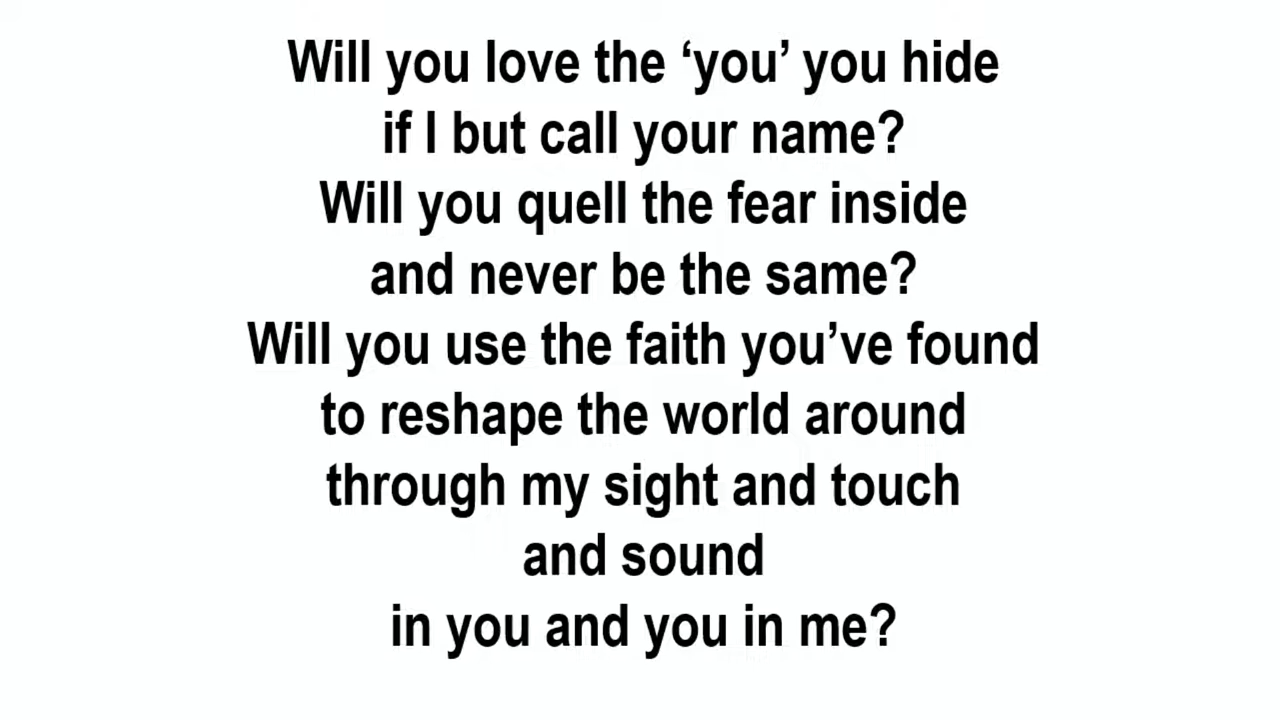 Will you love the ‘you’ you hide
if I but call your name?
Will you quell the fear inside
and never be the same?
Will you use the faith you’ve found
to reshape the world around
through my sight and touch
and sound
in you and you in me?